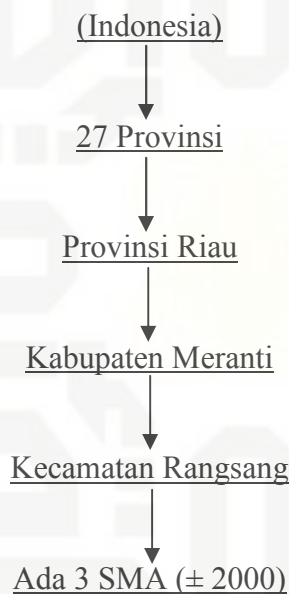 (Indonesia)
27 Provinsi
Provinsi Riau
Kabupaten Meranti
Kecamatan Rangsang
Ada 3 SMA (± 2000)